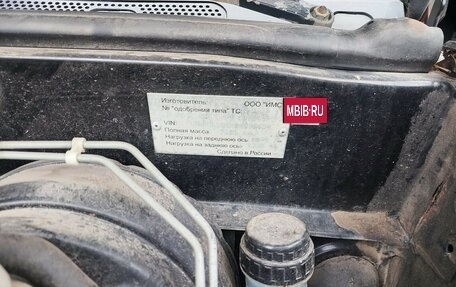 Изготовитель: ООО "ИМС
№ "одобрения типа" ТС:
MBIB.RU
VIN:
Полная масса
Нагрузка на переднюю ось
Нагрузка на заднюю ось
Сделано в России